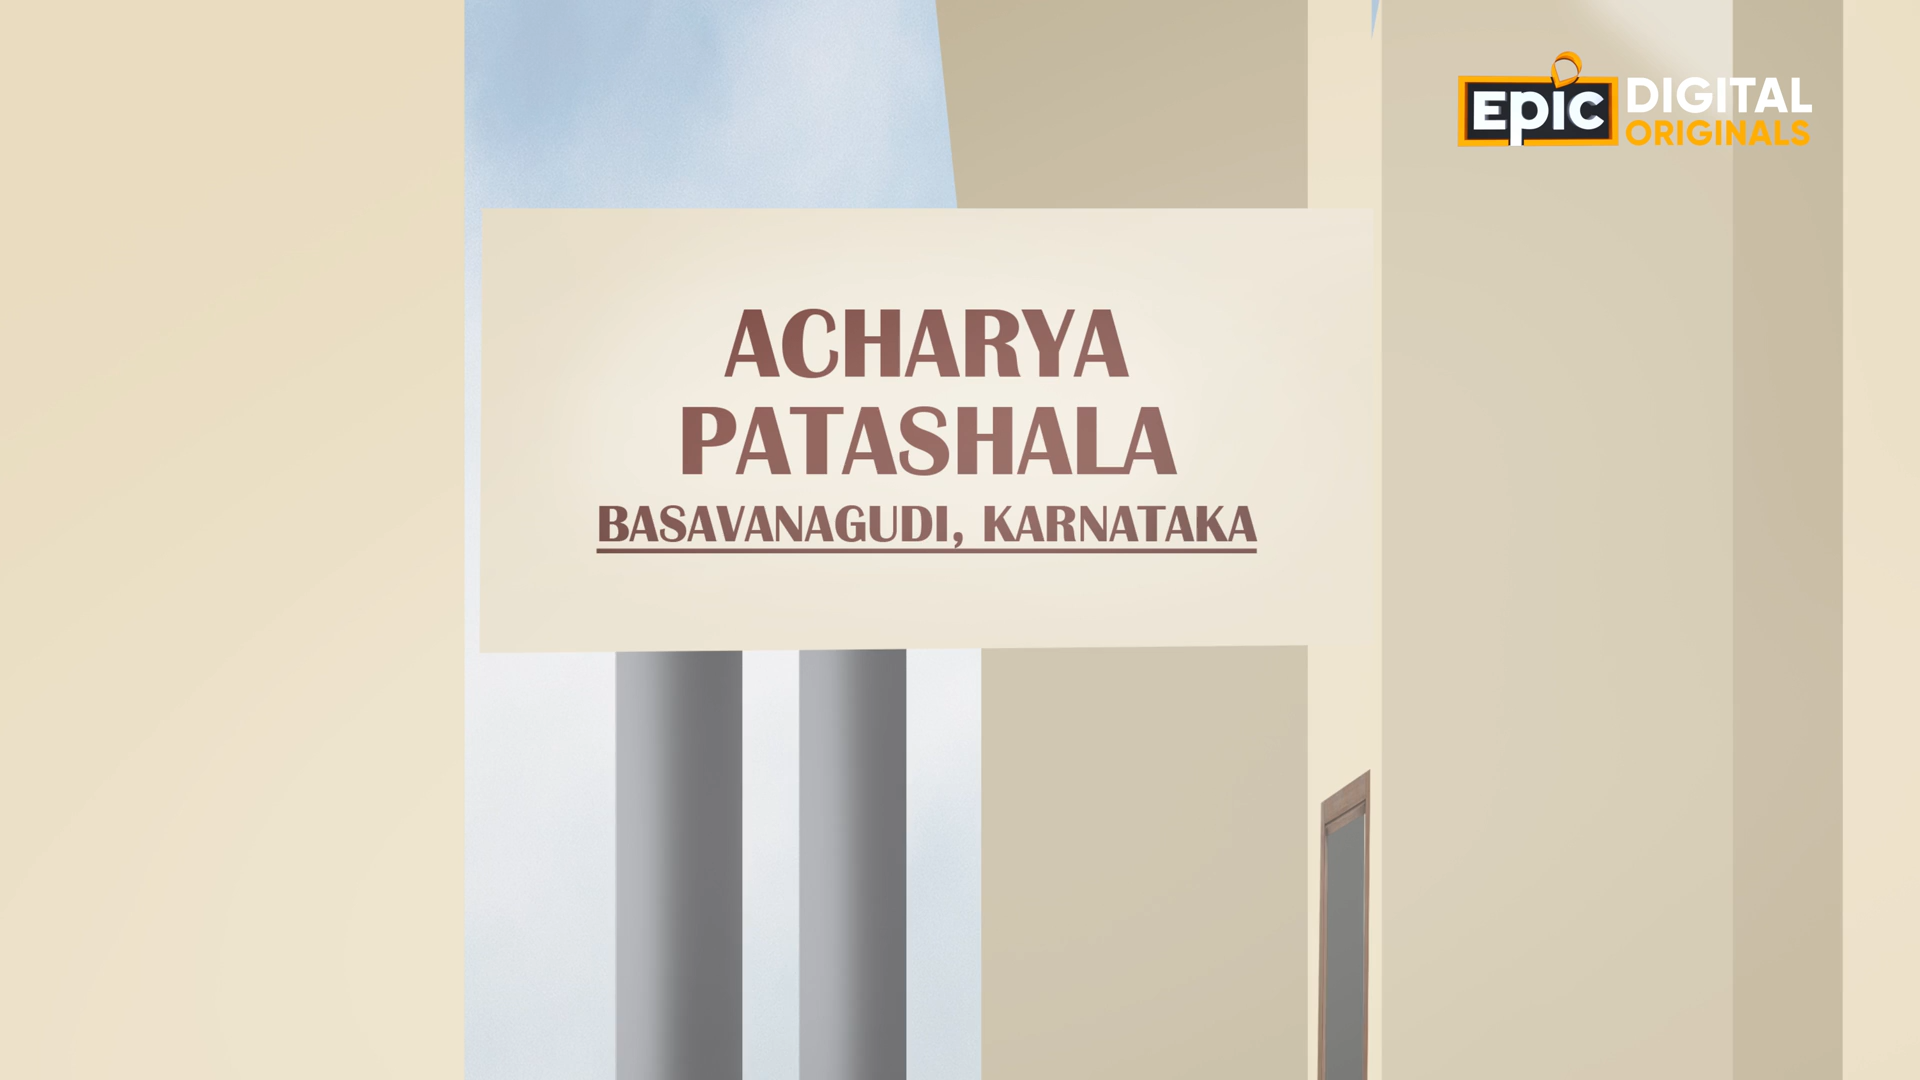 epic DIGITAL
ORIGINALS
ACHARYA
PATASHALA
BASAVANAGUDI, KARNATAKA